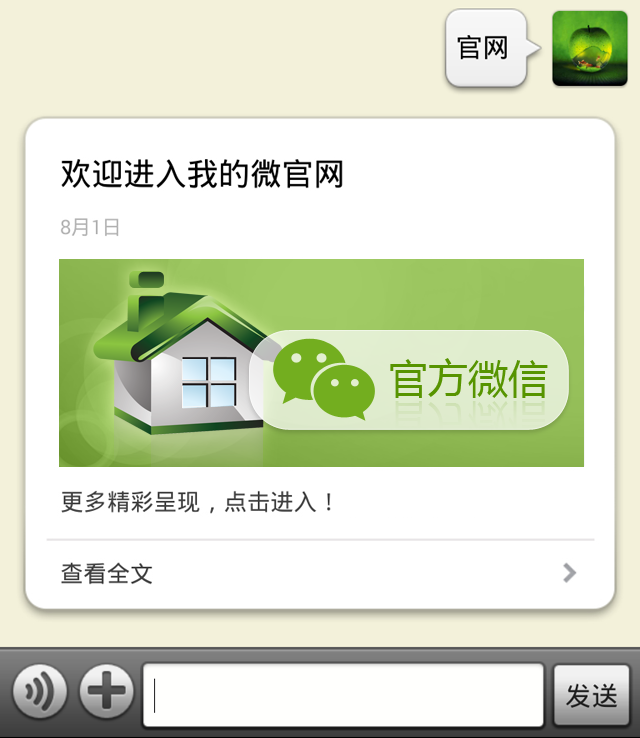 官网
欢迎进入我的微官网
8月1日
官方微信
更多精彩呈现，点击进入！
查看全文
发送